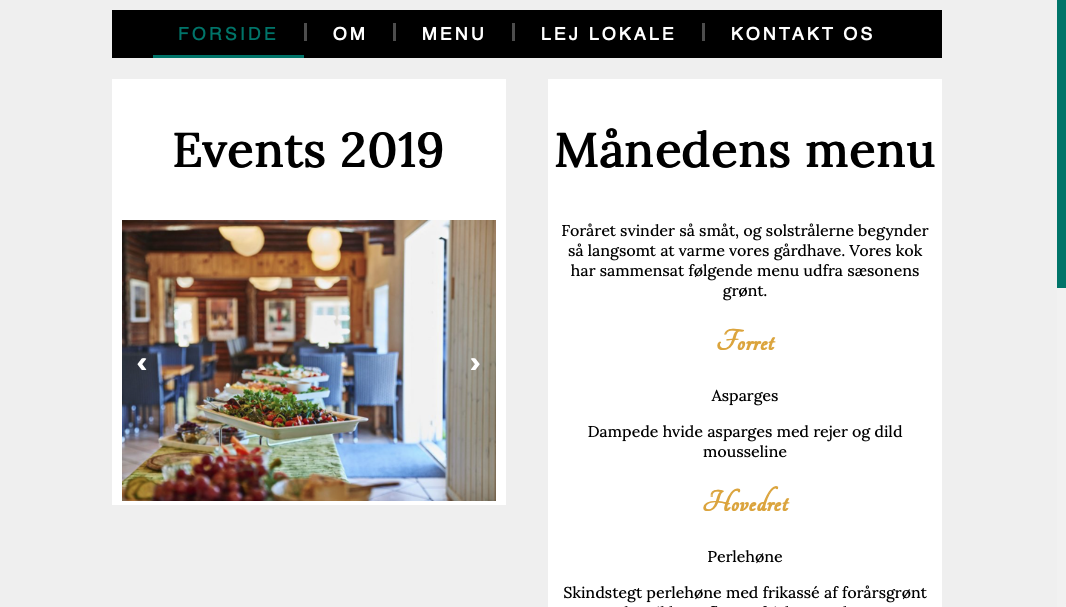 FORSIDE OM MENU LEJ LOKALE KONTAKT OS
Events 2019
Månedens menu
Foråret svinder så småt, og solstrålerne begynder
så langsomt at varme vores gårdhave. Vores kok
har sammensat følgende menu udfra sæsonens
grønt.
Forret
Asparges
Dampede hvide asparges med rejer og dild
mousseline
Hovedret
Perlehøne
Skindstegt perlehøne med frikassé af forårsgrønt